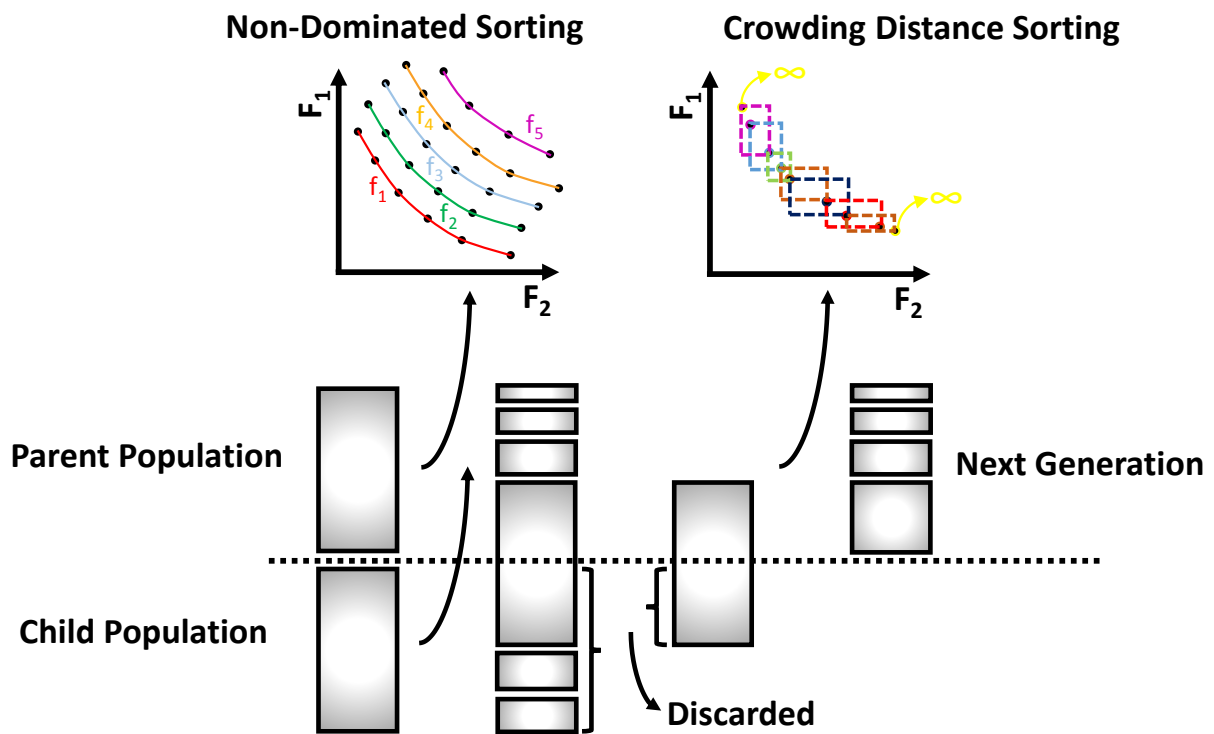 Non-Dominated Sorting
Crowding Distance Sorting
F₁
f₁
f₂
f₃
f₄
f₅
F₂
F₁
∞
∞
F₂
Parent Population
Next Generation
Child Population
Discarded